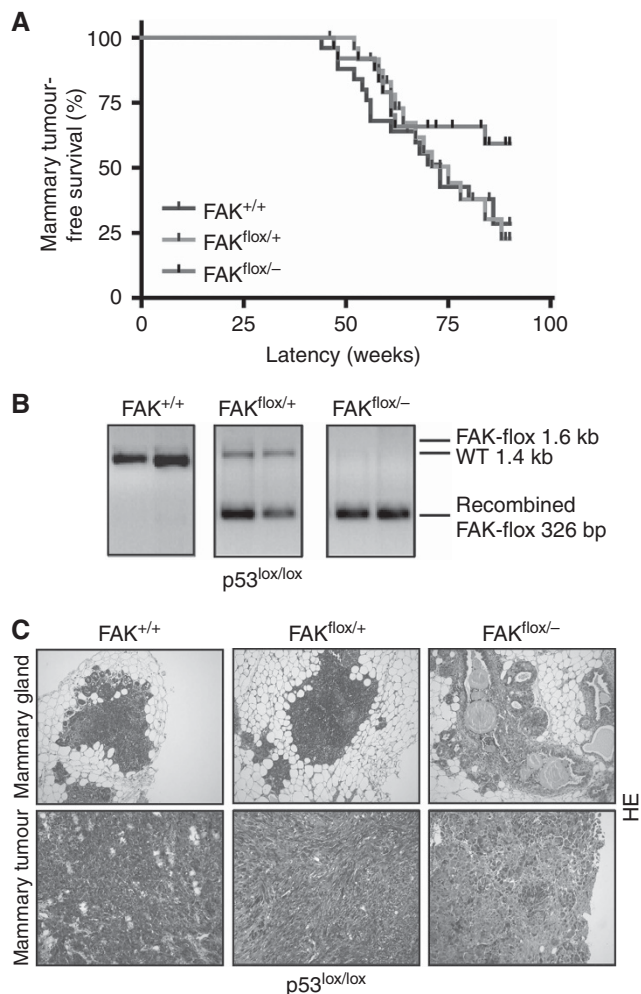 A
100
75
50
25
0
Mammary tumour-
free survival (%)
FAK+/+
FAKflox/+
FAKflox/–
0 25 50 75 100
Latency (weeks)
B
FAK+/+ FAKflox/+ FAKflox/–
FAK-flox 1.6 kb
WT 1.4 kb
Recombined
FAK-flox 326 bp
p53lox/lox
C
FAK+/+ FAKflox/+ FAKflox/–
Mammary gland
Mammary tumour
HE
p53lox/lox